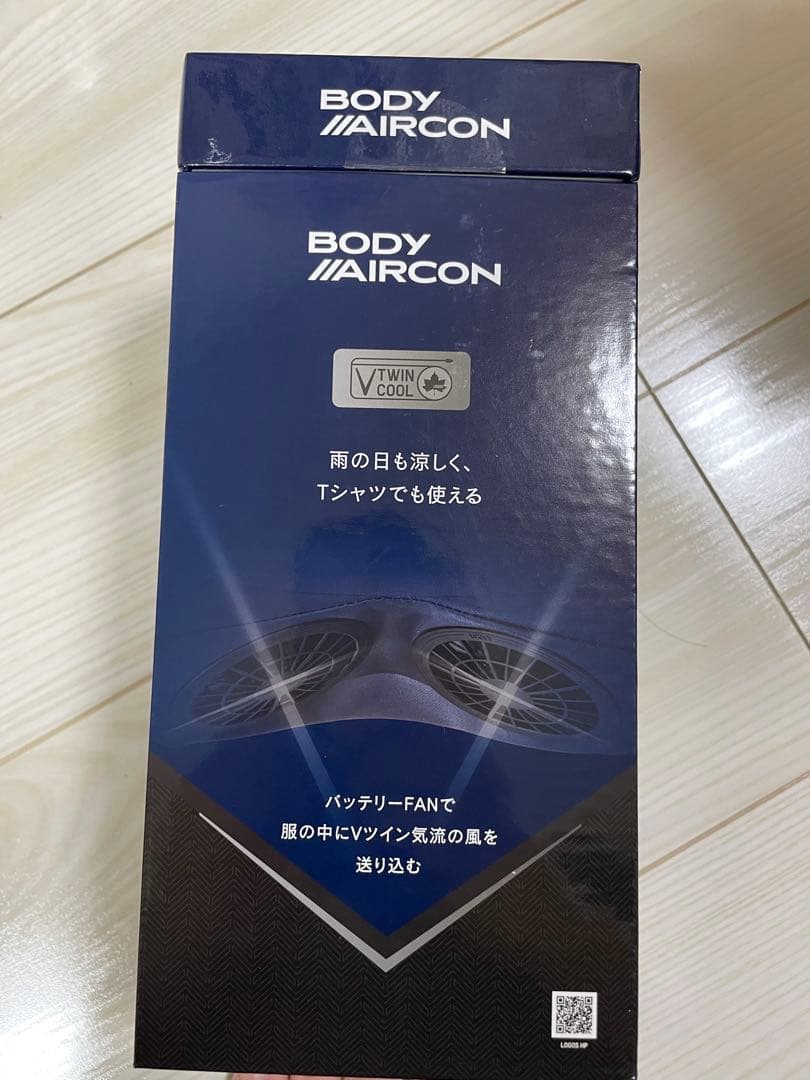 BODY
AIRCON
BODY
AIRCON
V TWIN
COOL
雨の日も涼しく、
Tシャツでも使える
バッテリーFANで
服の中にVツイン気流の風を
送り込む
LOGOS HP